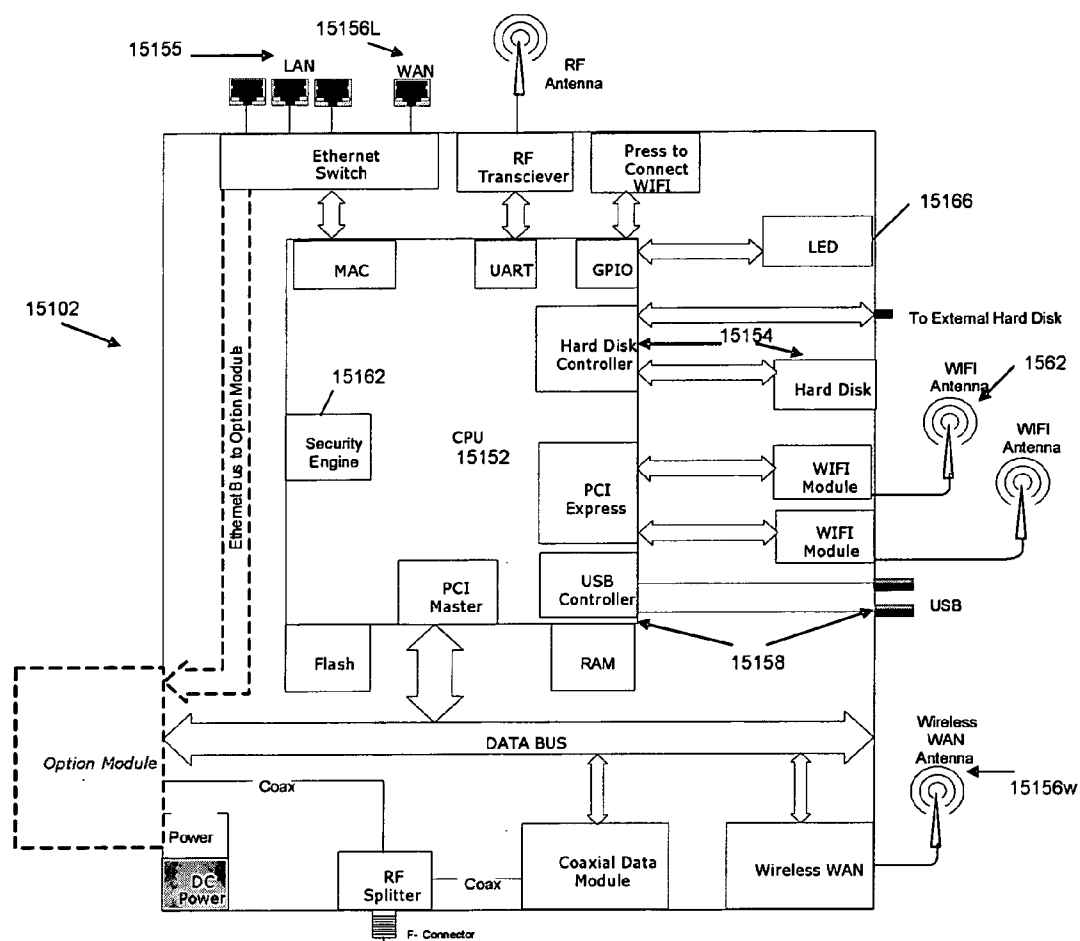 15155
15156L
LAN
WAN
RF
Antenna
Ethernet
Switch
RF
Transciever
Press to
Connect
WIFI
15166
LED
MAC
UART
GPIO
15102
To External Hard Disk
15154
Hard Disk
Controller
Hard Disk
WIFI
Antenna
1562
WIFI
Antenna
15162
Security
Engine
CPU
15152
Ethernet Bus to Option Module
PCI
Express
WIFI
Module
WIFI
Module
PCI
Master
USB
Controller
USB
15158
Flash
RAM
DATA BUS
Option Module
Coax
Wireless
WAN
Antenna
15156w
Power
DC
Power
RF
Splitter
Coax
Coaxial Data
Module
Wireless WAN
F- Connector